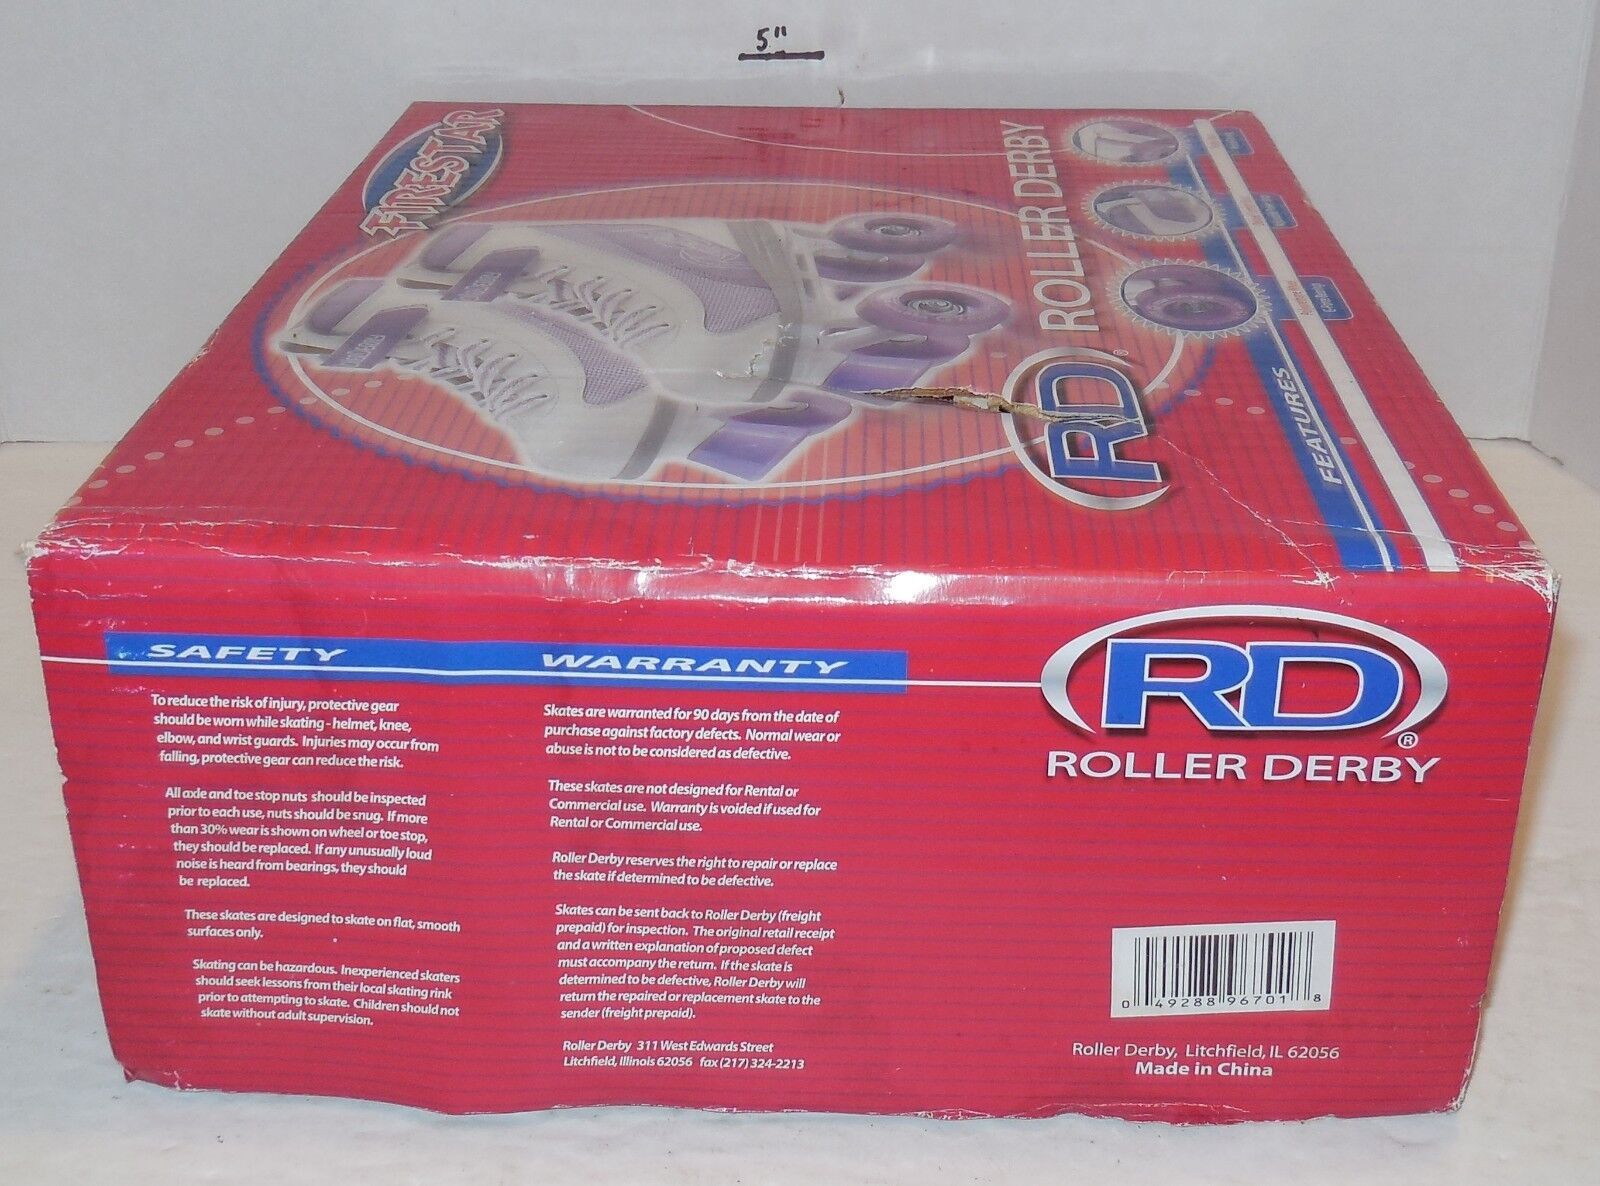 5"
FIRESTAR
ROLLER DERBY
RD
®
FEATURES
SAFETY
To reduce the risk of injury, protective gear
should be worn while skating - helmet, knee,
elbow, and wrist guards. Injuries may occur from
falling, protective gear can reduce the risk.
All axle and toe stop nuts should be inspected
prior to each use, nuts should be snug. If more
than 30% wear is shown on wheel or toe stop,
they should be replaced. If any unusually loud
noise is heard from bearings, they should
be replaced.
These skates are designed to skate on flat, smooth
surfaces only.
Skating can be hazardous. Inexperienced skaters
should seek lessons from their local skating rink
prior to attempting to skate. Children should not
skate without adult supervision.
WARRANTY
Skates are warranted for 90 days from the date of
purchase against factory defects. Normal wear or
abuse is not to be considered as defective.
These skates are not designed for Rental or
Commercial use. Warranty is voided if used for
Rental or Commercial use.
Roller Derby reserves the right to repair or replace
the skate if determined to be defective.
Skates can be sent back to Roller Derby (freight
prepaid) for inspection. The original retail receipt
and a written explanation of proposed defect
must accompany the return. If the skate is
determined to be defective, Roller Derby will
return the repaired or replacement skate to the
sender (freight prepaid).
Roller Derby 311 West Edwards Street
Litchfield, Illinois 62056 fax (217) 324-2213
RD
®
ROLLER DERBY
0 49288 96701 8
Roller Derby, Litchfield, IL 62056
Made in China